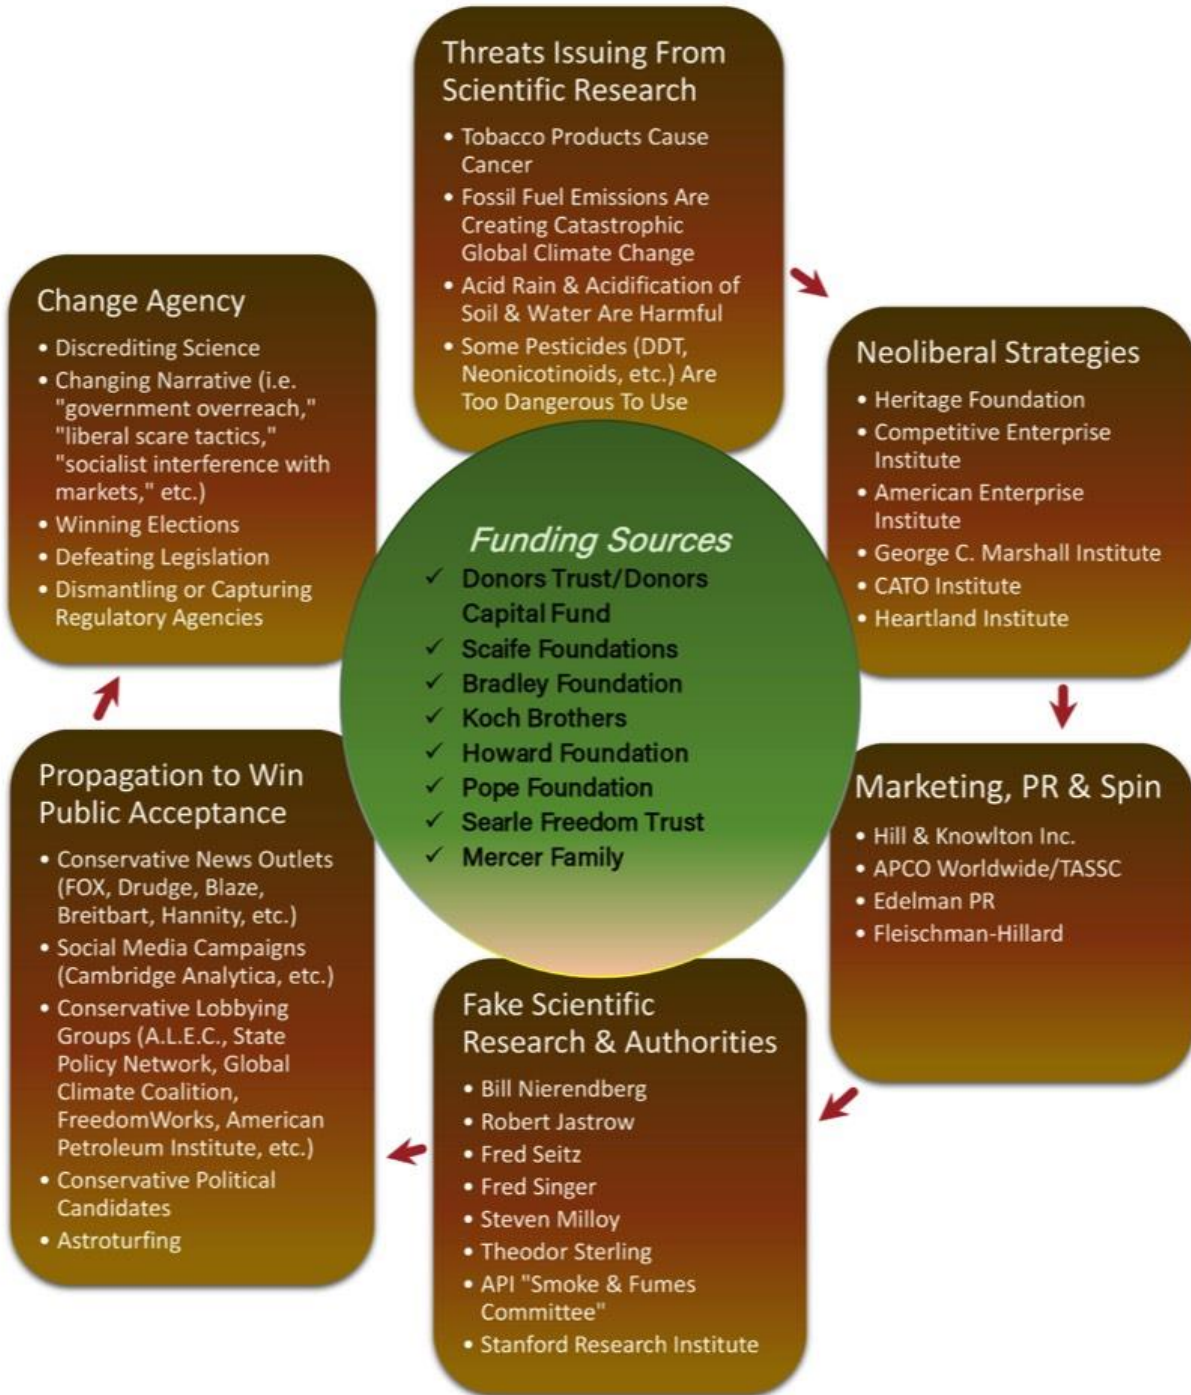 Threats Issuing From
Scientific Research
• Tobacco Products Cause
Cancer
• Fossil Fuel Emissions Are
Creating Catastrophic
Global Climate Change
• Acid Rain & Acidification of
Soil & Water Are Harmful
• Some Pesticides (DDT,
Neonicotinoids, etc.) Are
Too Dangerous To Use
Neoliberal Strategies
• Heritage Foundation
• Competitive Enterprise
Institute
• American Enterprise
Institute
• George C. Marshall Institute
• CATO Institute
• Heartland Institute
Marketing, PR & Spin
• Hill & Knowlton Inc.
• APCO Worldwide/TASSC
• Edelman PR
• Fleischman-Hillard
Fake Scientific
Research & Authorities
• Bill Nierendberg
• Robert Jastrow
• Fred Seitz
• Fred Singer
• Steven Milloy
• Theodor Sterling
• API "Smoke & Fumes
Committee"
• Stanford Research Institute
Propagation to Win
Public Acceptance
• Conservative News Outlets
(FOX, Drudge, Blaze,
Breitbart, Hannity, etc.)
• Social Media Campaigns
(Cambridge Analytica, etc.)
• Conservative Lobbying
Groups (A.L.E.C., State
Policy Network, Global
Climate Coalition,
FreedomWorks, American
Petroleum Institute, etc.)
• Conservative Political
Candidates
• Astroturfing
Change Agency
• Discrediting Science
• Changing Narrative (i.e.
"government overreach,"
"liberal scare tactics,"
"socialist interference with
markets," etc.)
• Winning Elections
• Defeating Legislation
• Dismantling or Capturing
Regulatory Agencies
Funding Sources
✓ Donors Trust/Donors
Capital Fund
✓ Scaife Foundations
✓ Bradley Foundation
✓ Koch Brothers
✓ Howard Foundation
✓ Pope Foundation
✓ Searle Freedom Trust
✓ Mercer Family